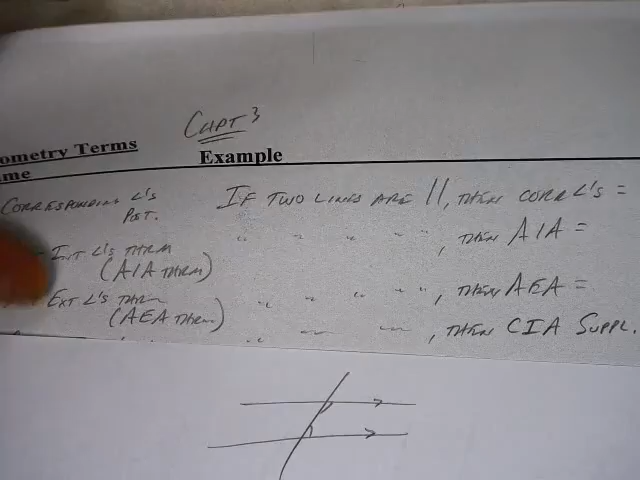 CHPT 3
ometry Terms
me
Example
CORRESPONDING ∠'S POST. IF TWO LINES ARE //, THEN CORR ∠'S =
INT ∠'S THRM " " " " , THEN AIA =
(AIA THRM)
EXT ∠'S THRM " " " " , THEN AEA =
(AEA THRM)
" " " , THEN CIA SUPPL.